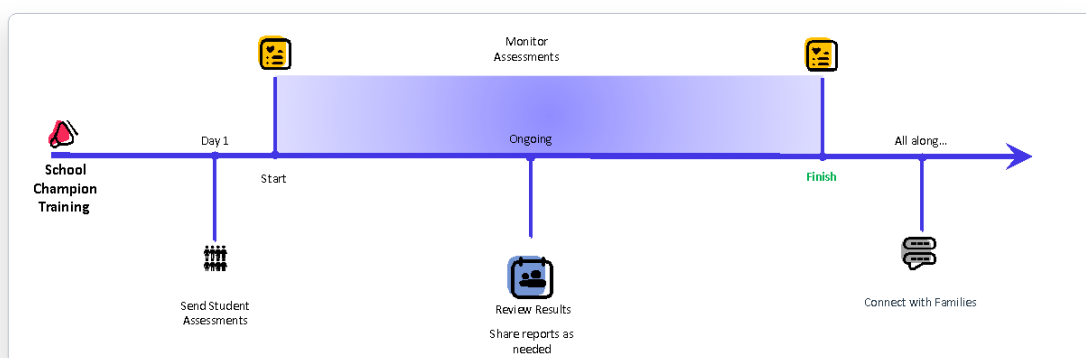 Monitor
Assessments
Day 1
Ongoing
All along...
School
Champion
Training
Start
Finish
Send Student
Assessments
Review Results
Share reports as
needed
Connect with Families